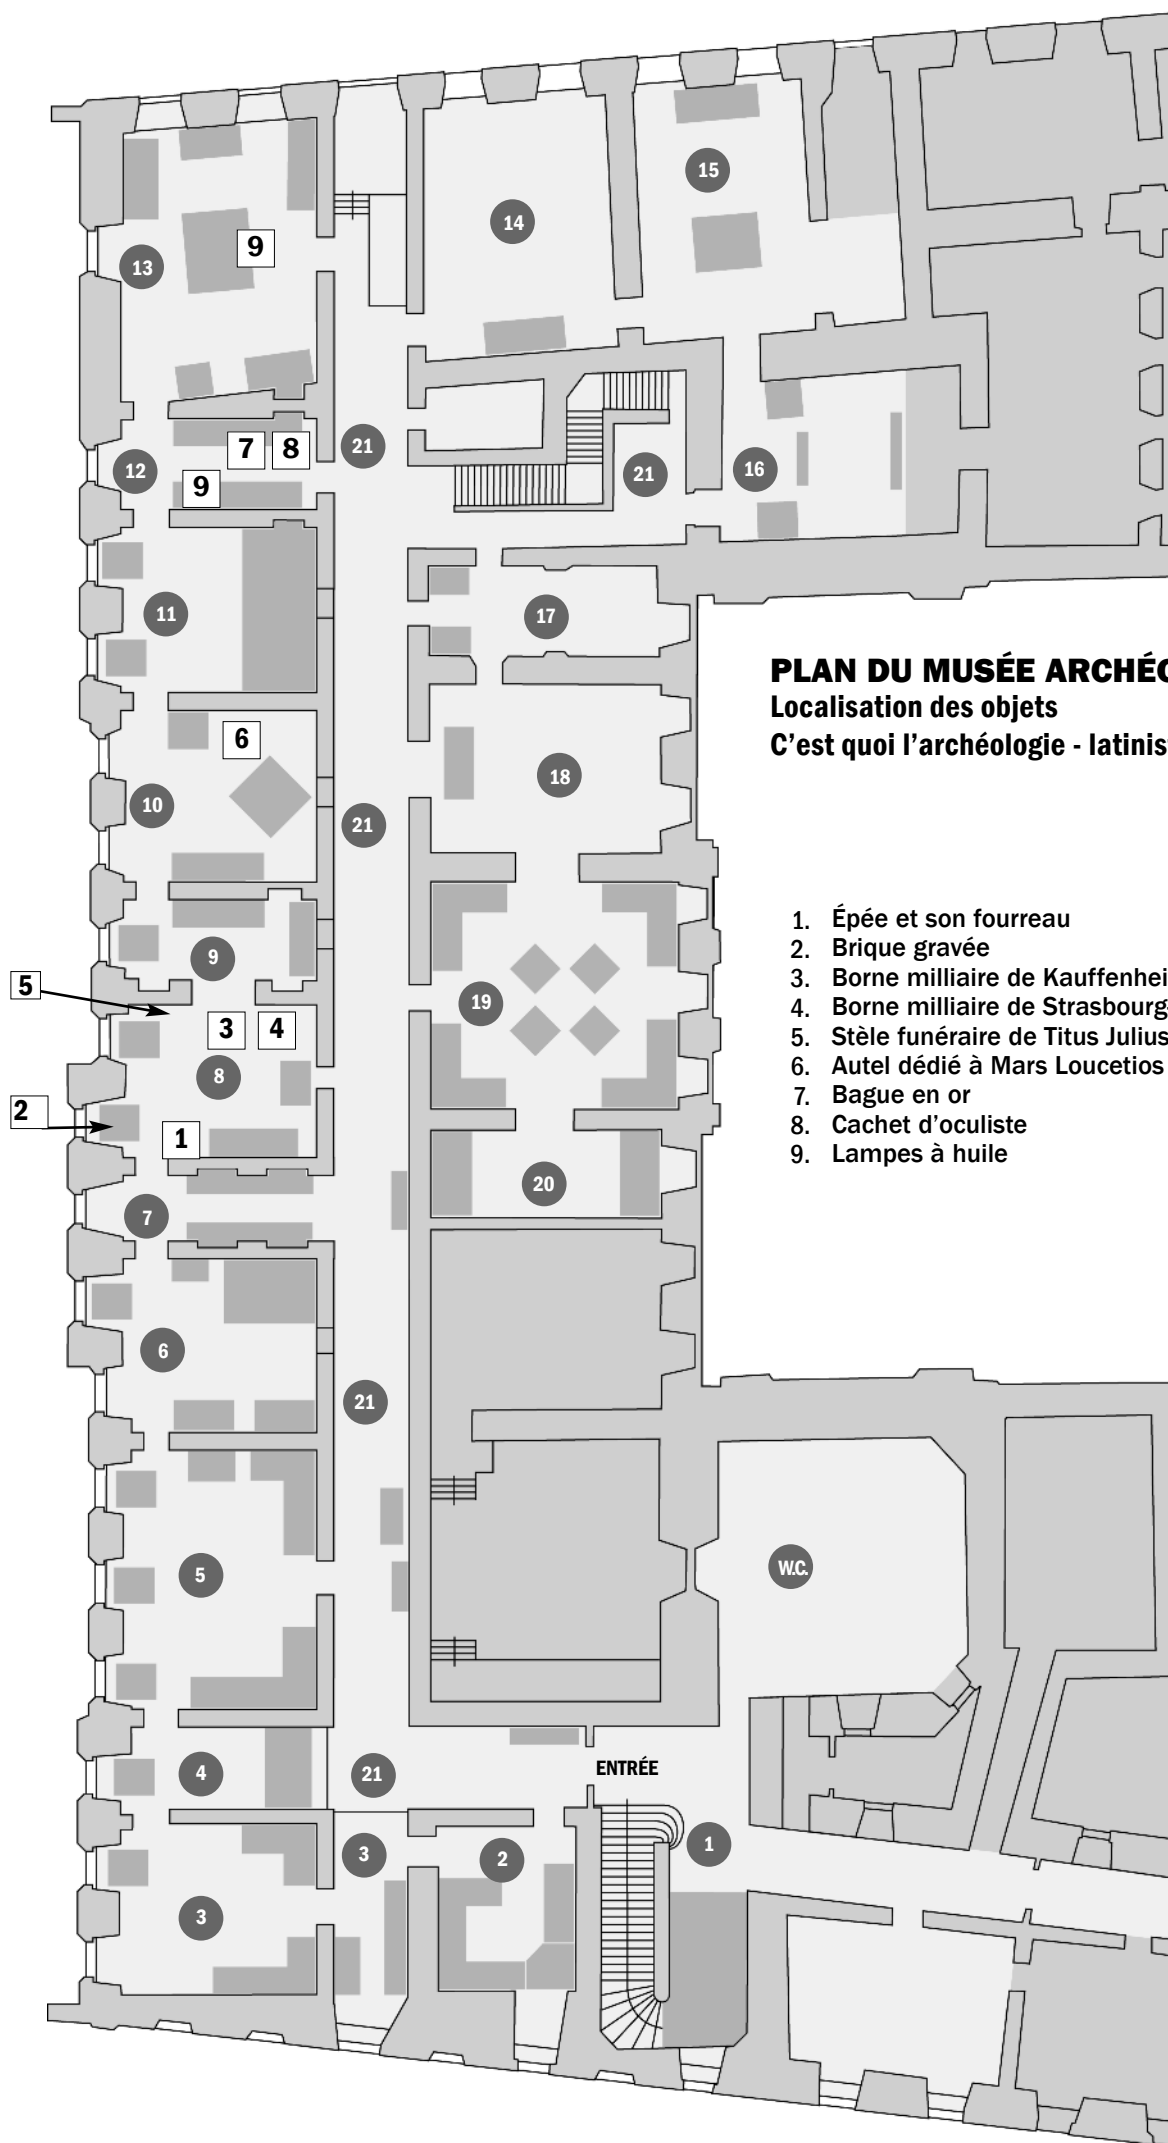 15
14
9
13
7
8
21
12
21
16
9
11
17
PLAN DU MUSÉE ARCHÉO
Localisation des objets
C'est quoi l'archéologie - latinis
6
18
10
21
1. Épée et son fourreau
2. Brique gravée
3. Borne milliaire de Kauffenhei
4. Borne milliaire de Strasbourg-
5. Stèle funéraire de Titus Julius
6. Autel dédié à Mars Loucetios
7. Bague en or
8. Cachet d'oculiste
9. Lampes à huile
9
5
19
3
4
8
2
1
20
7
6
21
W.C.
5
ENTRÉE
4
21
1
3
2
3